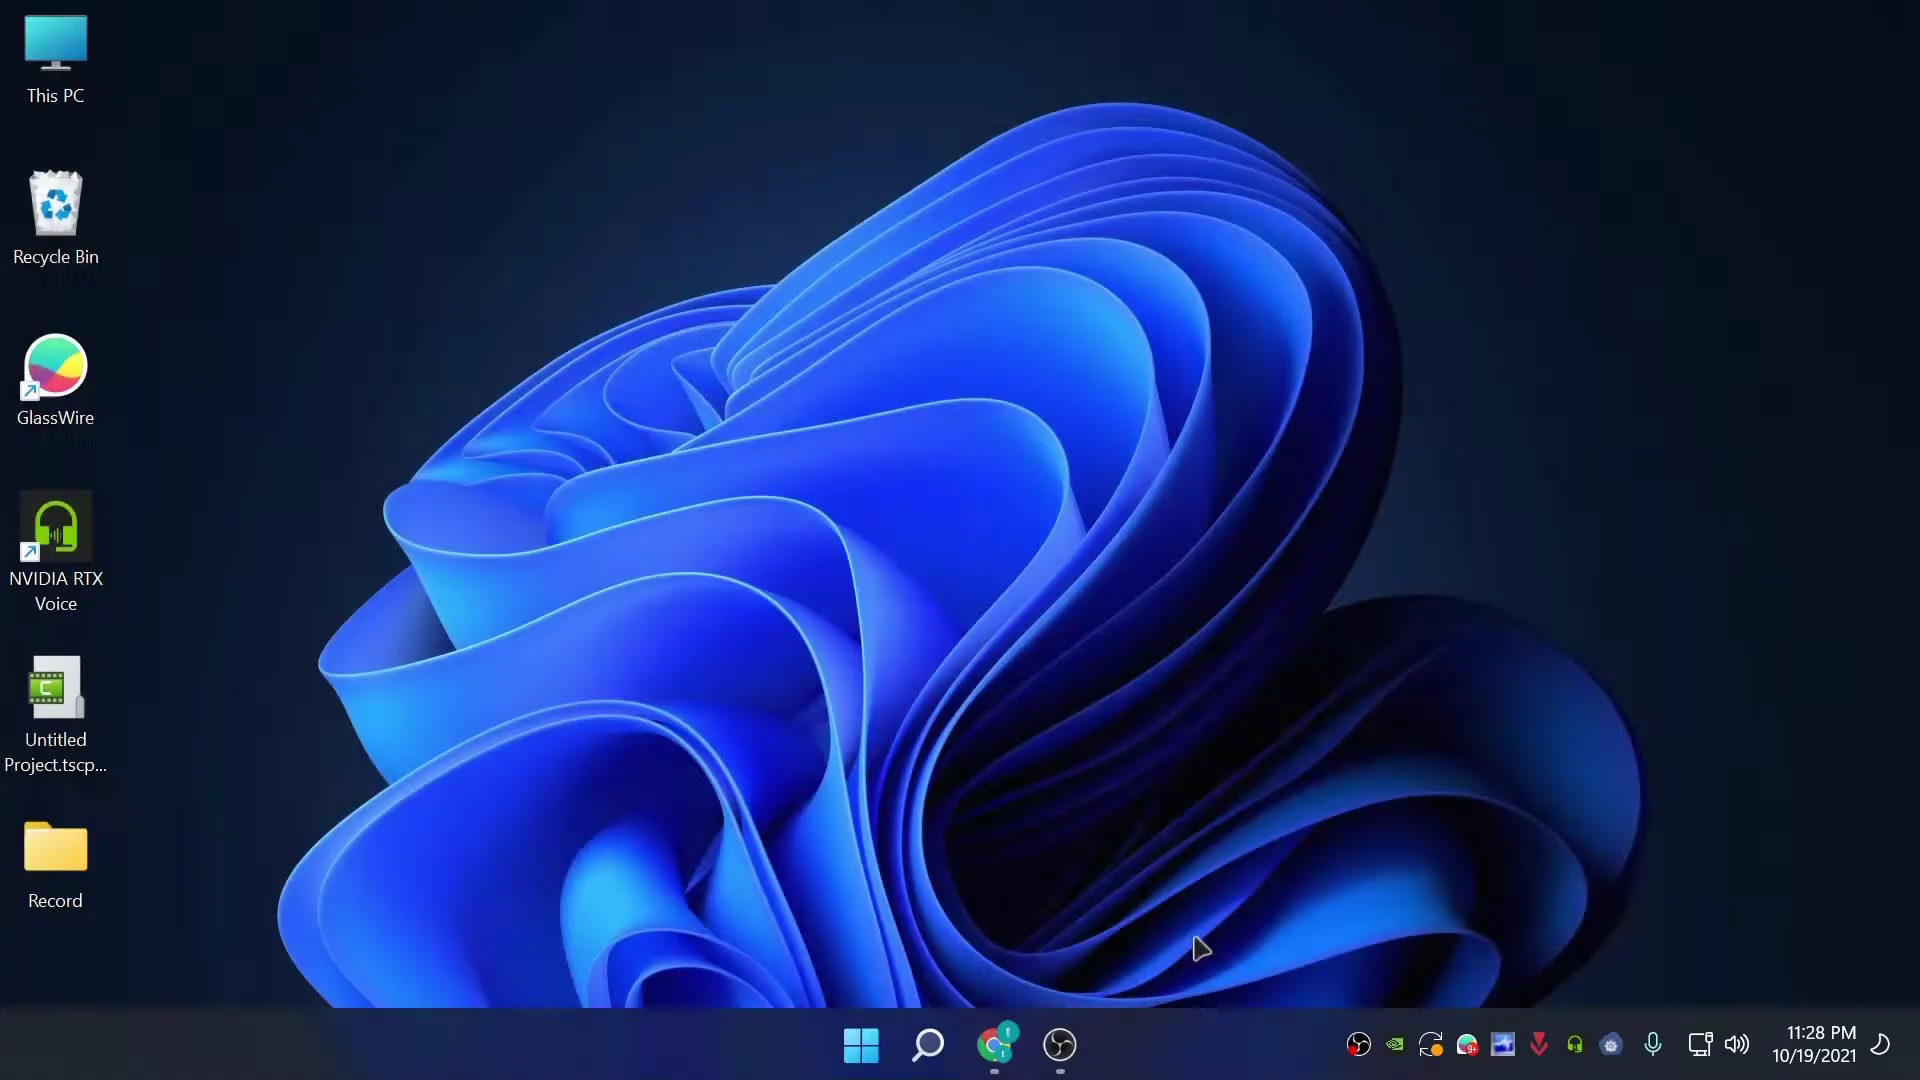 This PC
Recycle Bin
GlassWire
NVIDIA RTX
Voice
Untitled
Project.tscp...
Record
11:28 PM
10/19/2021